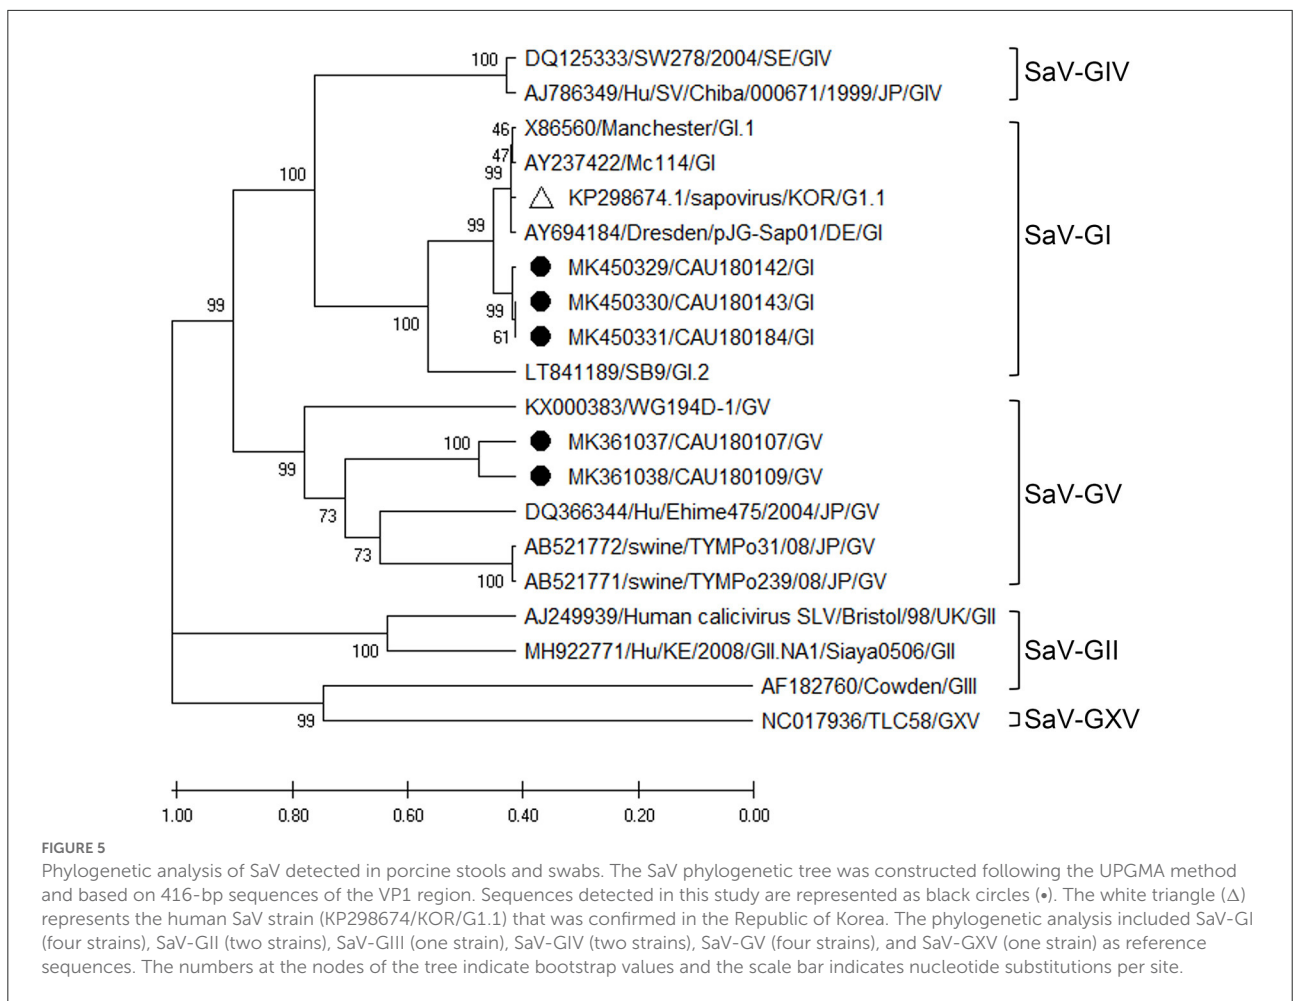 100
DQ125333/SW278/2004/SE/GIV
AJ786349/Hu/SV/Chiba/000671/1999/JP/GIV
SaV-GIV
46
X86560/Manchester/GI.1
47
AY237422/Mc114/GI
99
100
△ KP298674.1/sapovirus/KOR/G1.1
99
AY694184/Dresden/pJG-Sap01/DE/GI
SaV-GI
● MK450329/CAU180142/GI
99
99
● MK450330/CAU180143/GI
100
61
● MK450331/CAU180184/GI
LT841189/SB9/GI.2
KX000383/WG194D-1/GV
100
● MK361037/CAU180107/GV
99
● MK361038/CAU180109/GV
SaV-GV
73
DQ366344/Hu/Ehime475/2004/JP/GV
73
AB521772/swine/TYMPo31/08/JP/GV
100
AB521771/swine/TYMPo239/08/JP/GV
AJ249939/Human calicivirus SLV/Bristol/98/UK/GII
100
MH922771/Hu/KE/2008/GII.NA1/Siaya0506/GII
SaV-GII
AF182760/Cowden/GIII
99
NC017936/TLC58/GXV
SaV-GXV
1.00 0.80 0.60 0.40 0.20 0.00
FIGURE 5
Phylogenetic analysis of SaV detected in porcine stools and swabs. The SaV phylogenetic tree was constructed following the UPGMA method
and based on 416-bp sequences of the VP1 region. Sequences detected in this study are represented as black circles (•). The white triangle (Δ)
represents the human SaV strain (KP298674/KOR/G1.1) that was confirmed in the Republic of Korea. The phylogenetic analysis included SaV-GI
(four strains), SaV-GII (two strains), SaV-GIII (one strain), SaV-GIV (two strains), SaV-GV (four strains), and SaV-GXV (one strain) as reference
sequences. The numbers at the nodes of the tree indicate bootstrap values and the scale bar indicates nucleotide substitutions per site.